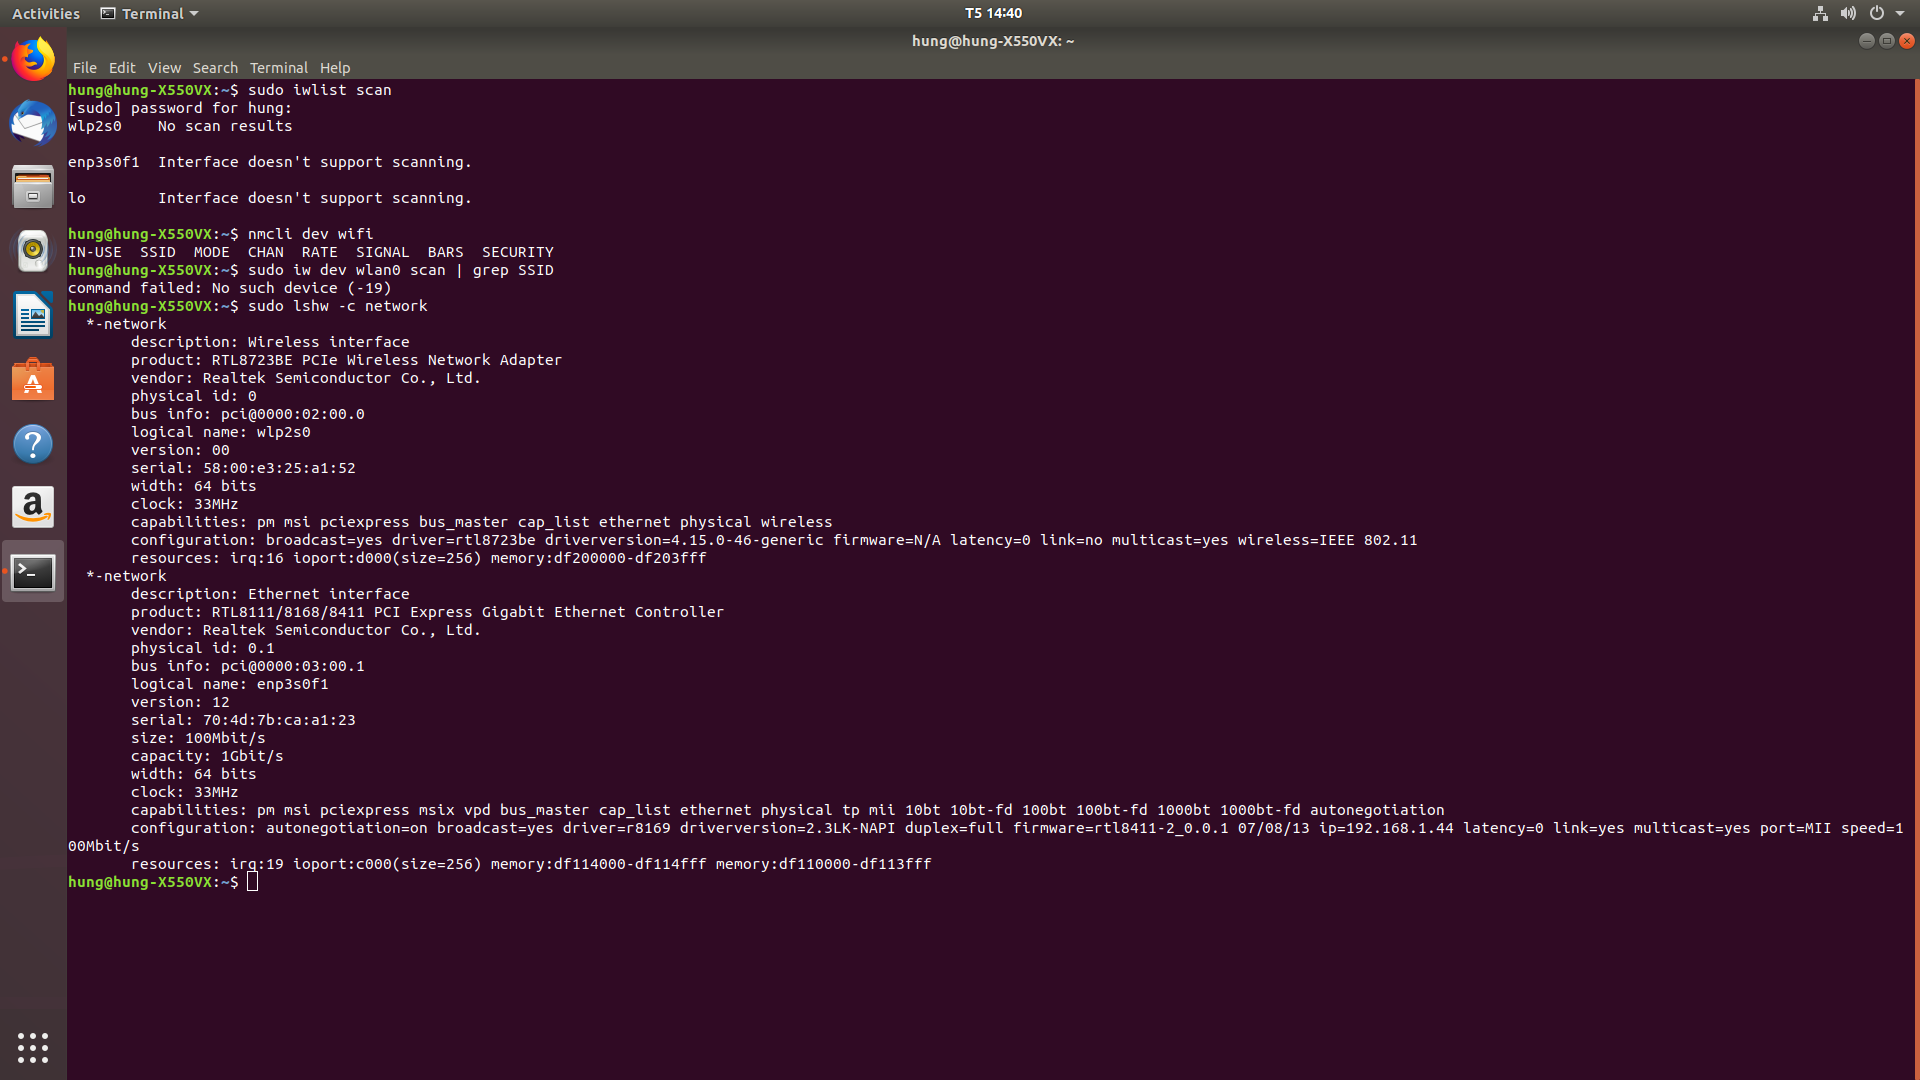 Activities Terminal T5 14:40
hung@hung-X550VX: ~
File Edit View Search Terminal Help
hung@hung-X550VX:~$ sudo iwlist scan
[sudo] password for hung:
wlp2s0    No scan results
enp3s0f1  Interface doesn't support scanning.
lo        Interface doesn't support scanning.
hung@hung-X550VX:~$ nmcli dev wifi
IN-USE  SSID  MODE  CHAN  RATE  SIGNAL  BARS  SECURITY
hung@hung-X550VX:~$ sudo iw dev wlan0 scan | grep SSID
command failed: No such device (-19)
hung@hung-X550VX:~$ sudo lshw -c network
  *-network
       description: Wireless interface
       product: RTL8723BE PCIe Wireless Network Adapter
       vendor: Realtek Semiconductor Co., Ltd.
       physical id: 0
       bus info: pci@0000:02:00.0
       logical name: wlp2s0
       version: 00
       serial: 58:00:e3:25:a1:52
       width: 64 bits
       clock: 33MHz
       capabilities: pm msi pciexpress bus_master cap_list ethernet physical wireless
       configuration: broadcast=yes driver=rtl8723be driverversion=4.15.0-46-generic firmware=N/A latency=0 link=no multicast=yes wireless=IEEE 802.11
       resources: irq:16 ioport:d000(size=256) memory:df200000-df203fff
  *-network
       description: Ethernet interface
       product: RTL8111/8168/8411 PCI Express Gigabit Ethernet Controller
       vendor: Realtek Semiconductor Co., Ltd.
       physical id: 0.1
       bus info: pci@0000:03:00.1
       logical name: enp3s0f1
       version: 12
       serial: 70:4d:7b:ca:a1:23
       size: 100Mbit/s
       capacity: 1Gbit/s
       width: 64 bits
       clock: 33MHz
       capabilities: pm msi pciexpress msix vpd bus_master cap_list ethernet physical tp mii 10bt 10bt-fd 100bt 100bt-fd 1000bt 1000bt-fd autonegotiation
       configuration: autonegotiation=on broadcast=yes driver=r8169 driverversion=2.3LK-NAPI duplex=full firmware=rtl8411-2_0.0.1 07/08/13 ip=192.168.1.44 latency=0 link=yes multicast=yes port=MII speed=1
00Mbit/s
       resources: irq:19 ioport:c000(size=256) memory:df114000-df114fff memory:df110000-df113fff
hung@hung-X550VX:~$